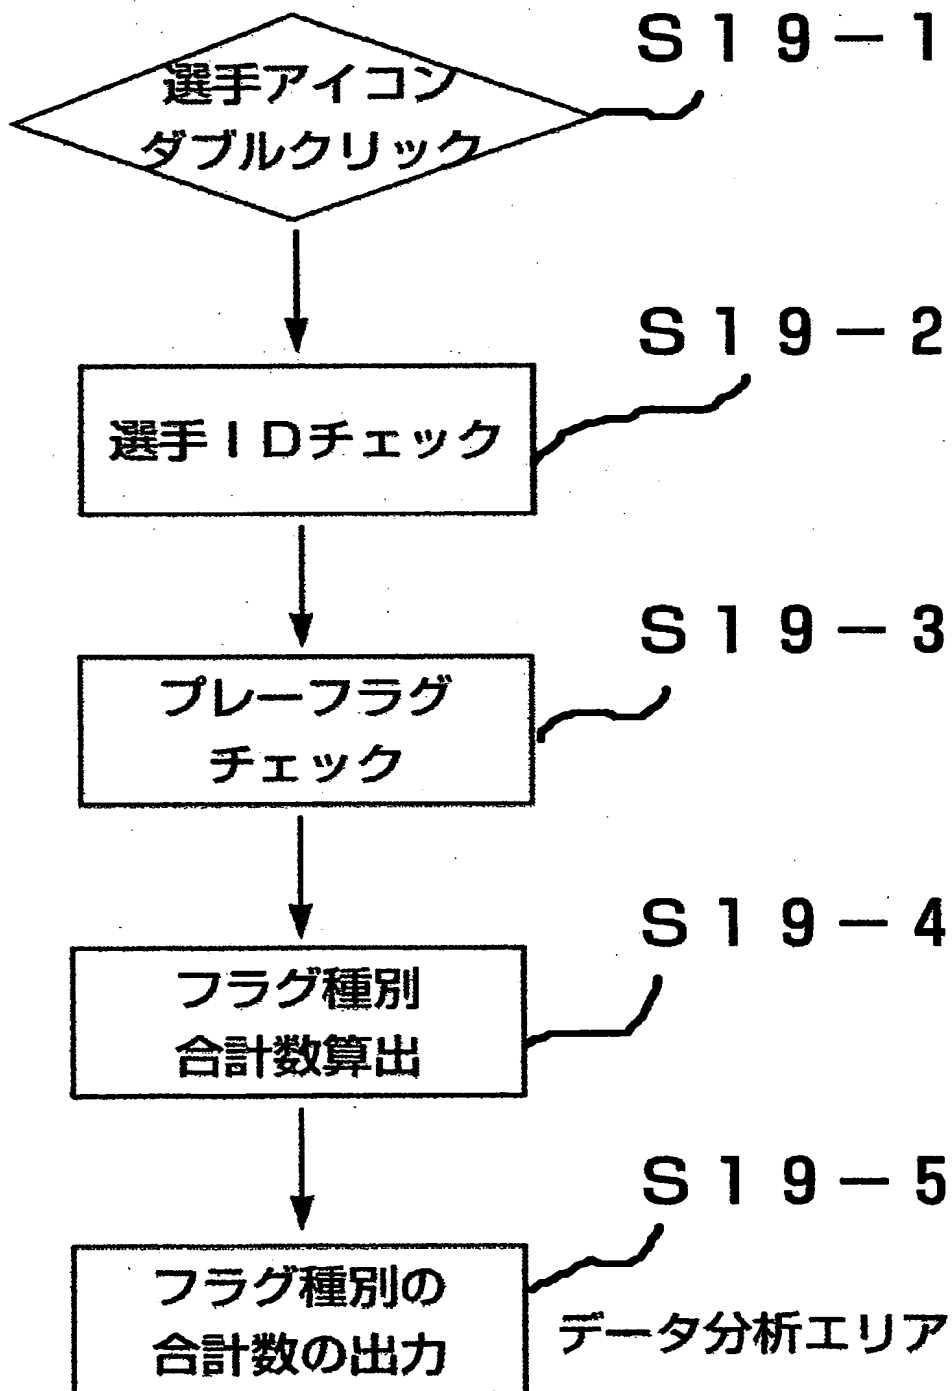 S19-1
選手アイコン
ダブルクリック
S19-2
選手IDチェック
S19-3
プレーフラグ
チェック
S19-4
フラグ種別
合計数算出
S19-5
フラグ種別の
合計数の出力
データ分析エリア